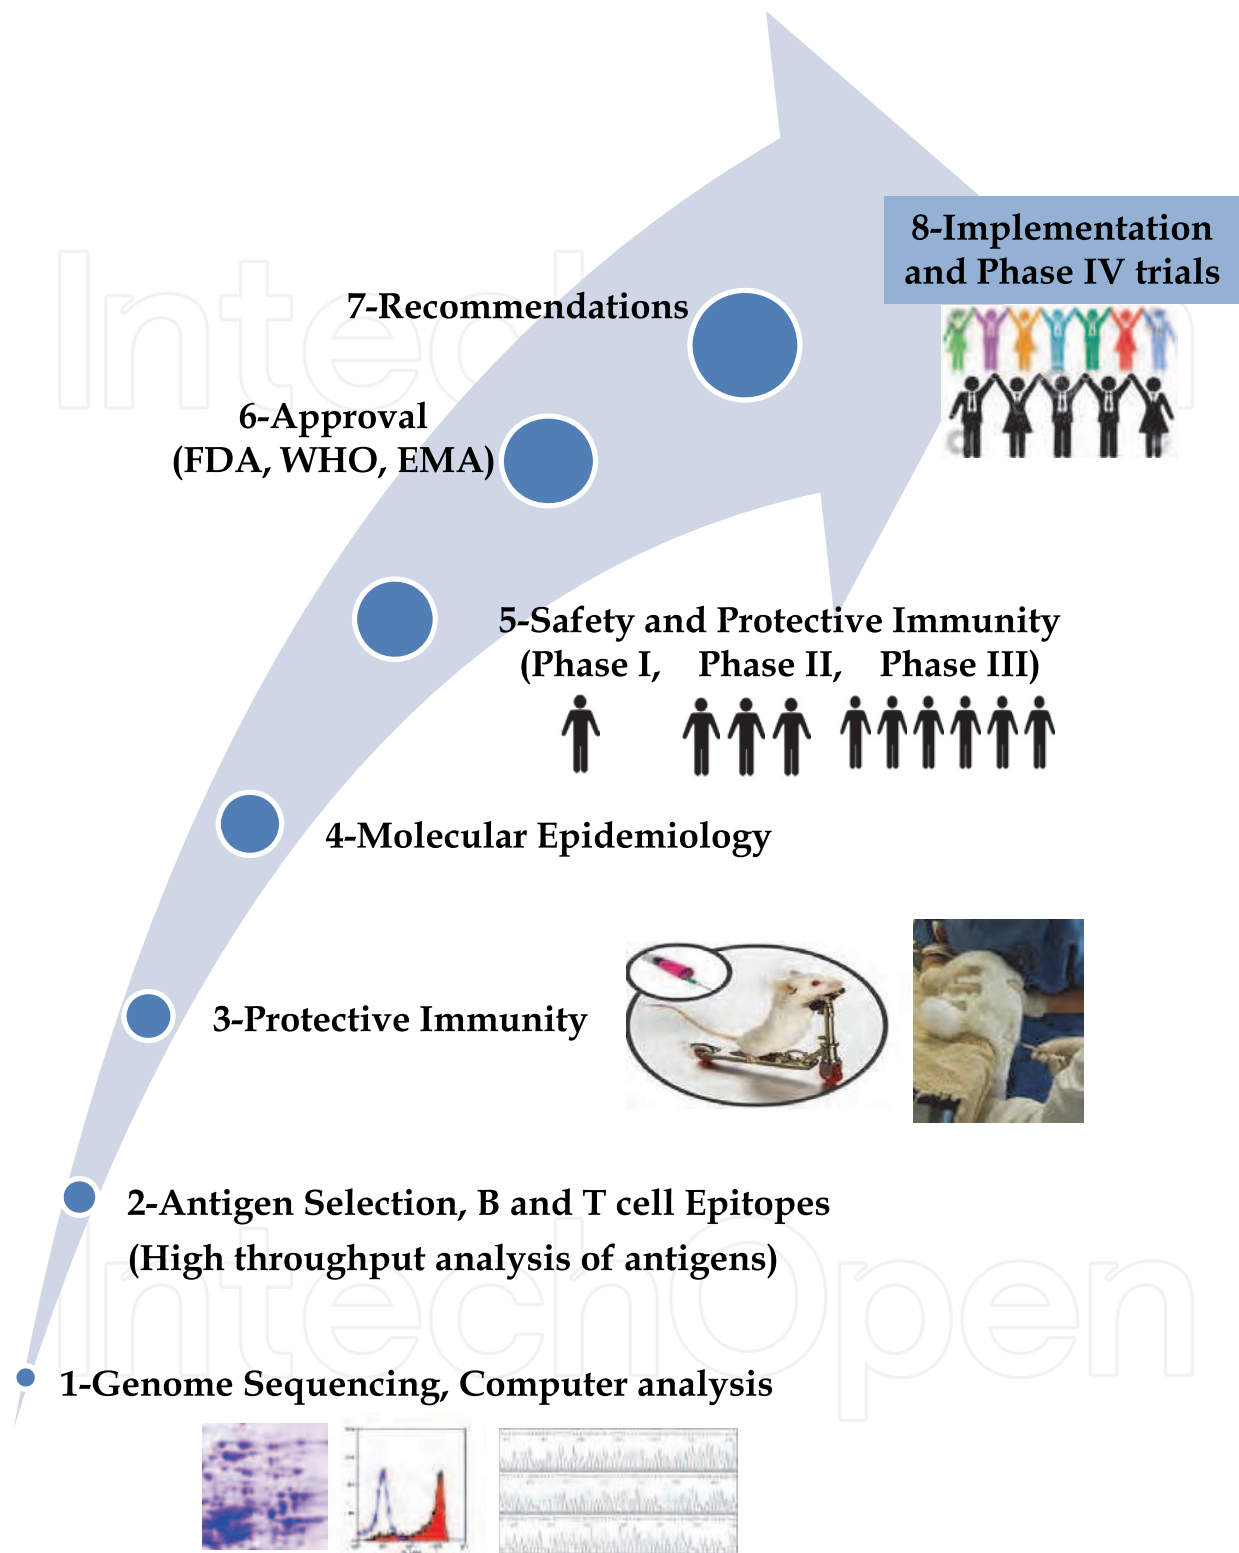 8-Implementation
and Phase IV trials
7-Recommendations
6-Approval
(FDA, WHO, EMA)
5-Safety and Protective Immunity
(Phase I, Phase II, Phase III)
4-Molecular Epidemiology
3-Protective Immunity
2-Antigen Selection, B and T cell Epitopes
(High throughput analysis of antigens)
1-Genome Sequencing, Computer analysis
IntechOpen
IntechOpen